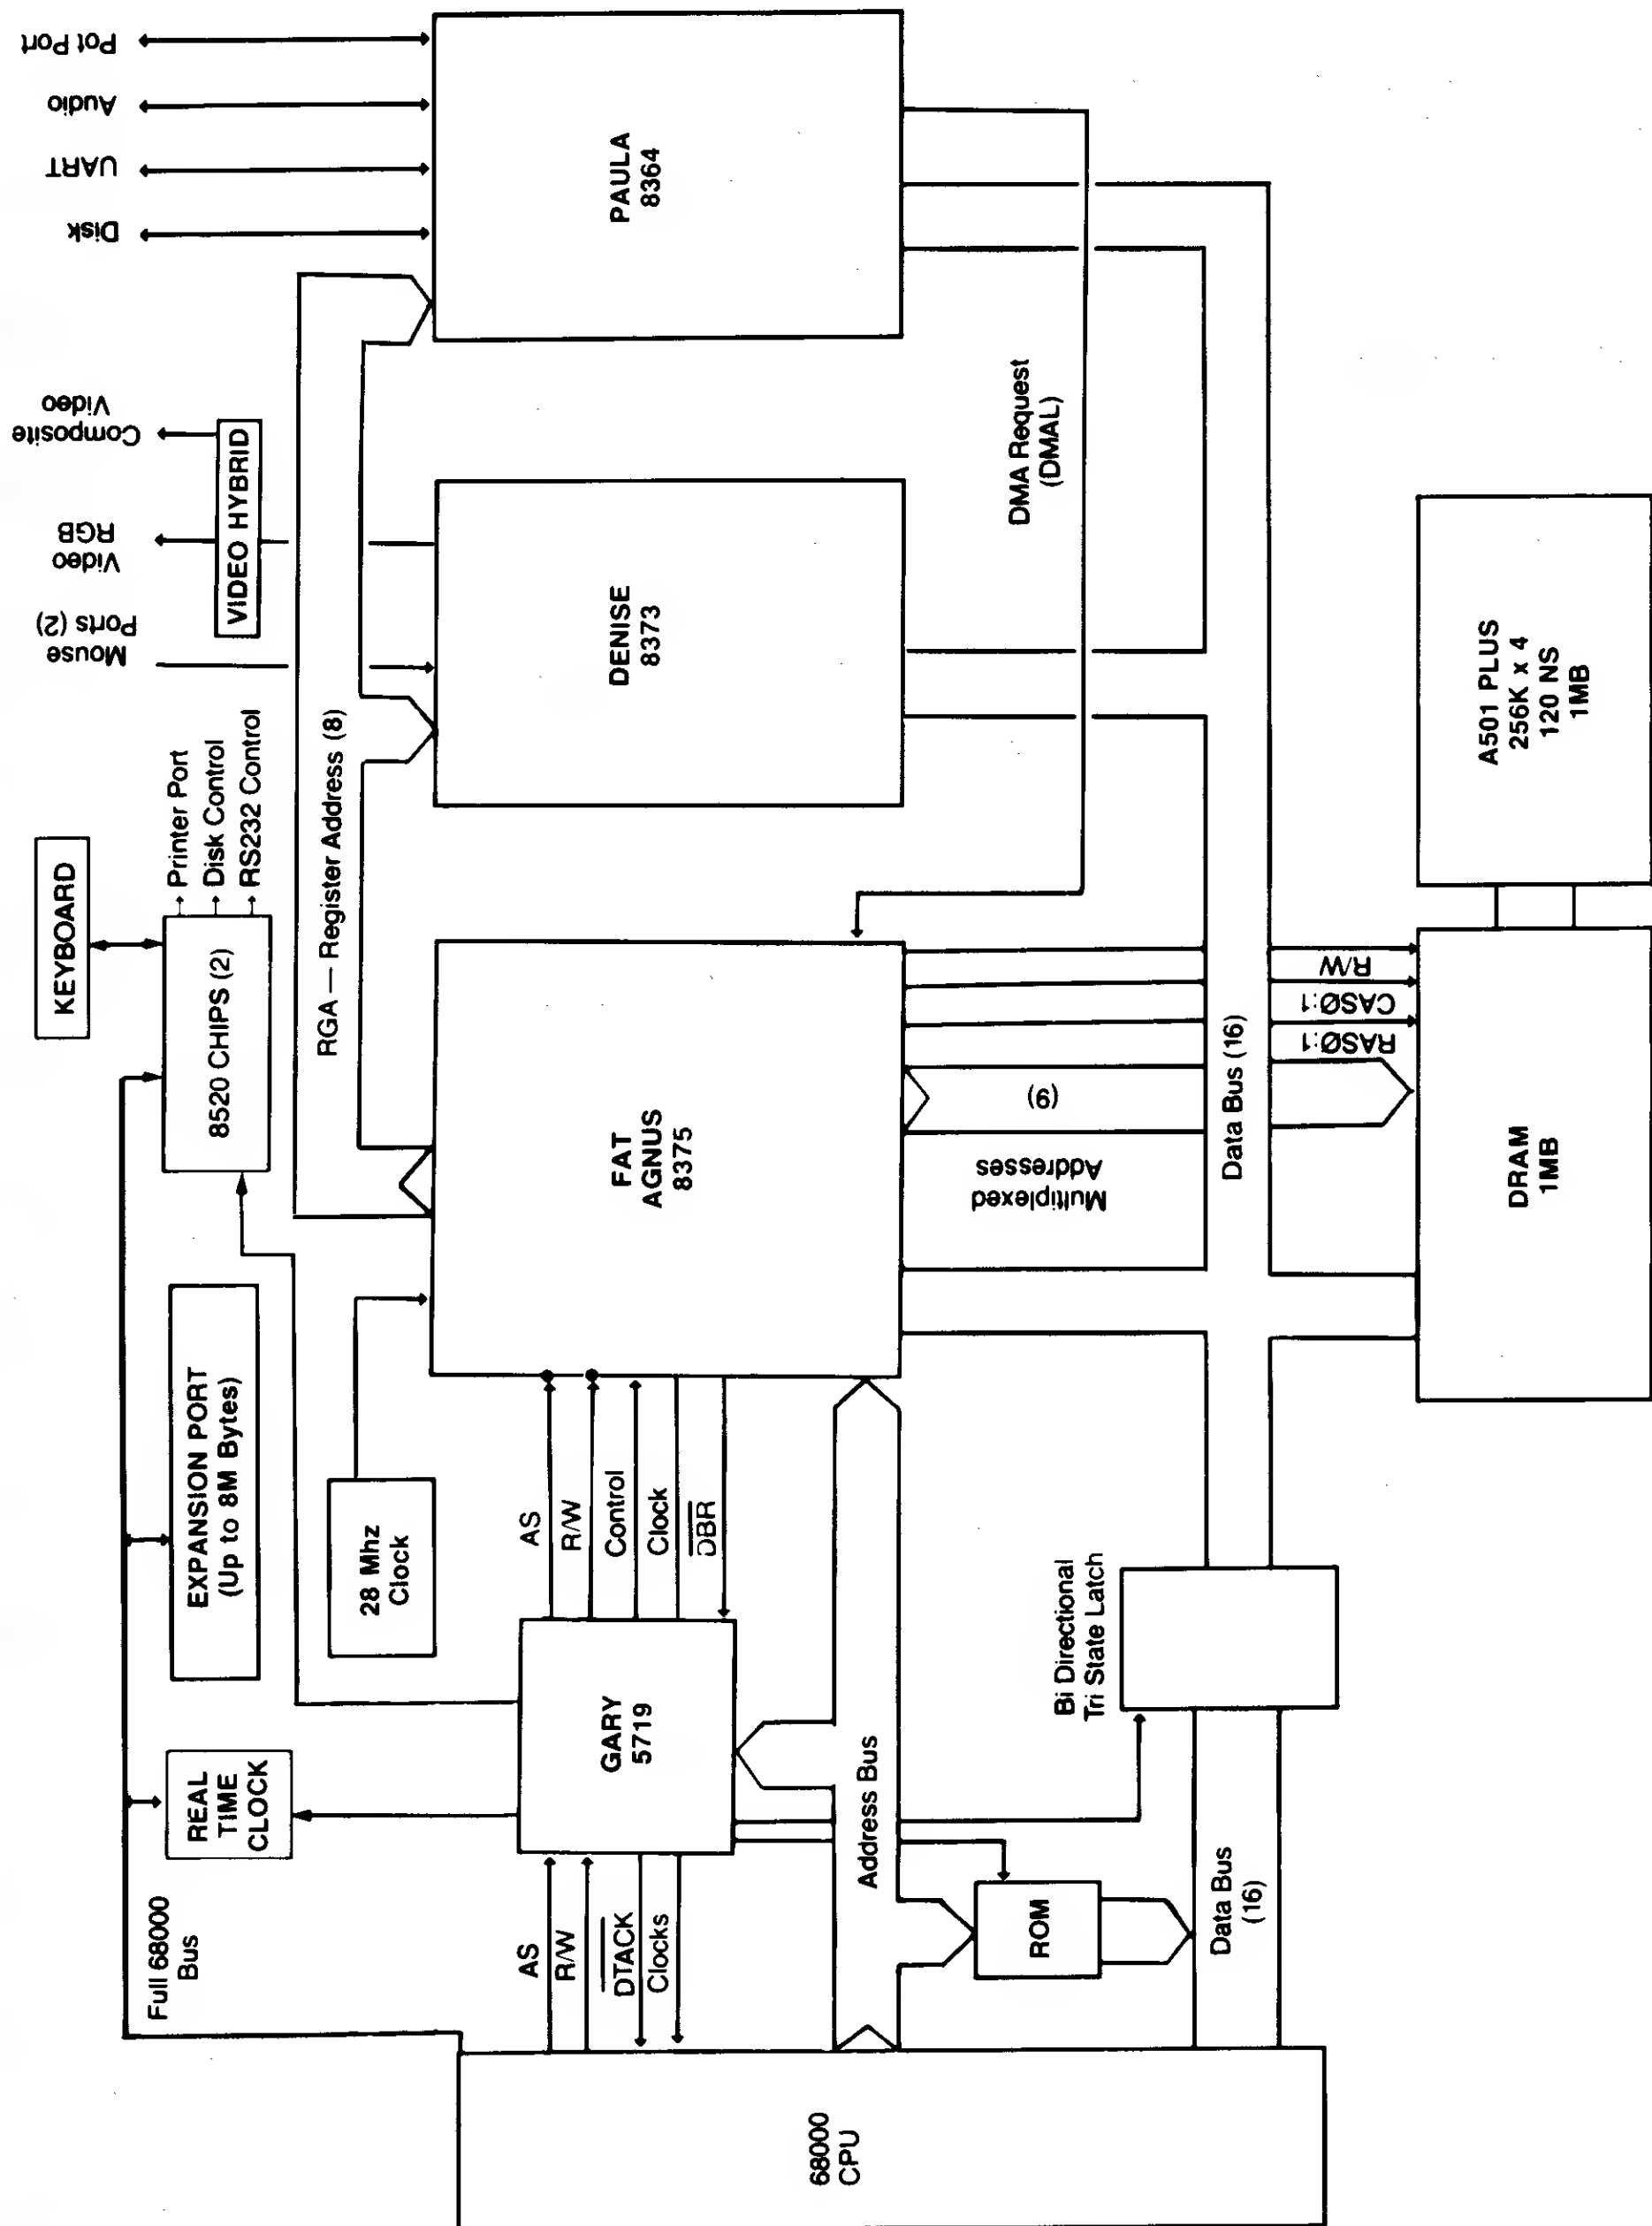 Pot Port
Audio
UART
Disk
Composite
Video
RGB
Video
Mouse
Ports (2)
VIDEO HYBRID
PAULA
8364
DENISE
8373
DMA Request
(DMAL)
KEYBOARD
8520 CHIPS (2)
Printer Port
Disk Control
RS232 Control
RGA — Register Address (8)
A501 PLUS
256K x 4
120 NS
1MB
FAT
AGNUS
8375
R/W
CASØ:1
RASØ:1
(9)
Multiplexed
Addresses
Data Bus (16)
DRAM
1MB
EXPANSION PORT
(Up to 8M Bytes)
28 Mhz
Clock
AS
R/W
Control
Clock
DBR
REAL
TIME
CLOCK
GARY
5719
Bi Directional
Tri State Latch
Address Bus
Full 68000
Bus
AS
R/W
DTACK
Clocks
ROM
Data Bus
(16)
68000
CPU